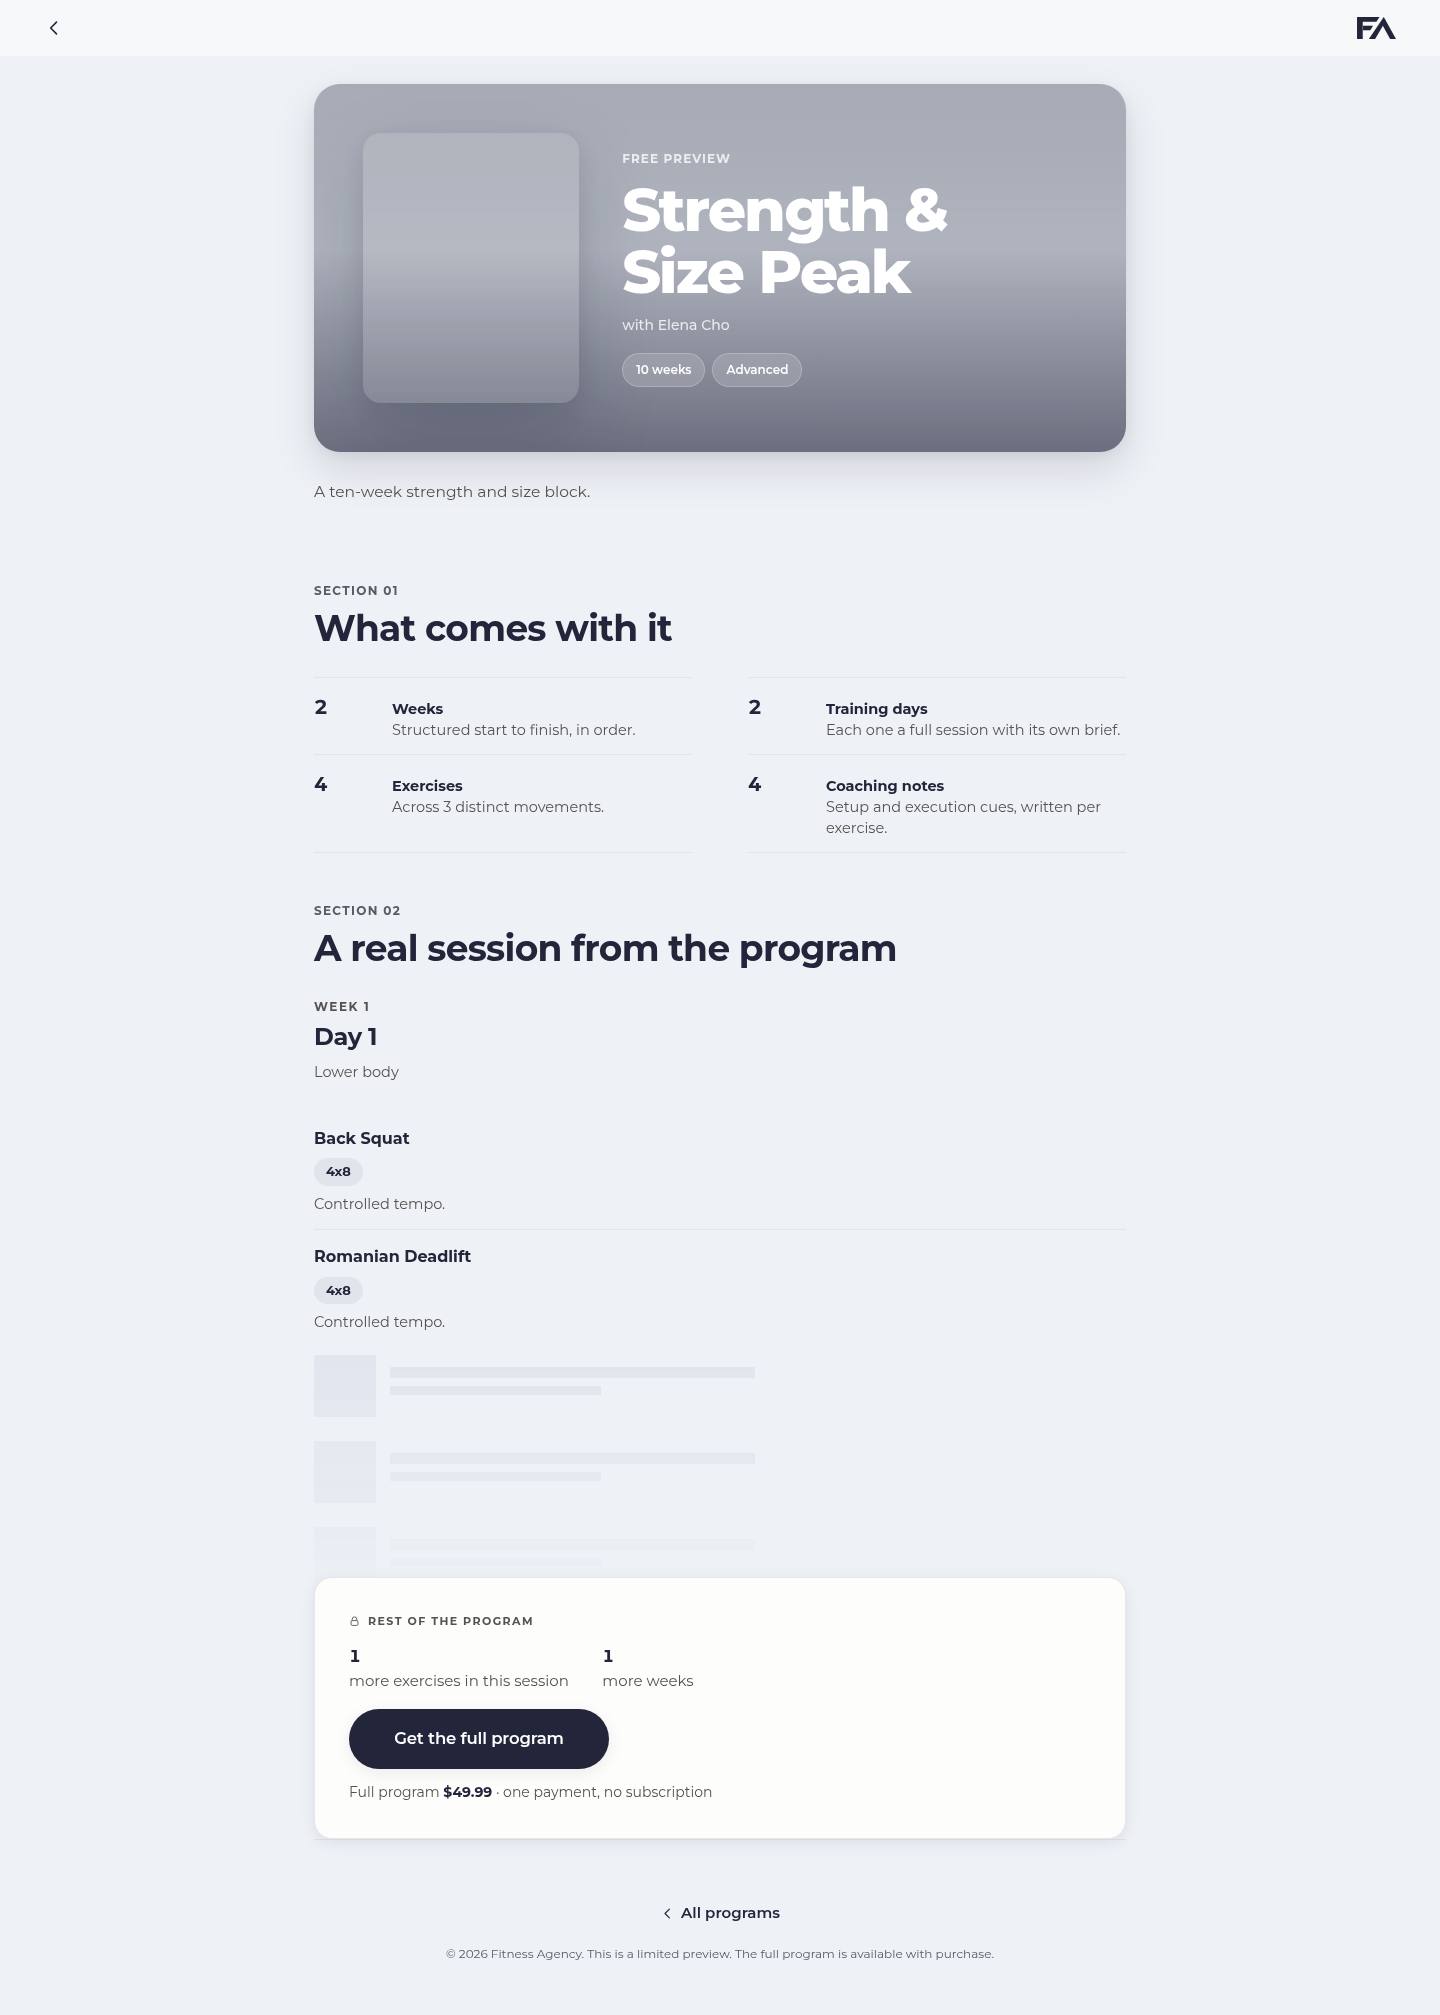 FA
FREE PREVIEW
Strength &
Size Peak
with Elena Cho
10 weeks
Advanced
A ten-week strength and size block.
SECTION 01
What comes with it
2
Weeks
Structured start to finish, in order.
2
Training days
Each one a full session with its own brief.
4
Exercises
Across 3 distinct movements.
4
Coaching notes
Setup and execution cues, written per
exercise.
SECTION 02
A real session from the program
WEEK 1
Day 1
Lower body
Back Squat
4x8
Controlled tempo.
Romanian Deadlift
4x8
Controlled tempo.
REST OF THE PROGRAM
1
more exercises in this session
1
more weeks
Get the full program
Full program $49.99 · one payment, no subscription
All programs
© 2026 Fitness Agency. This is a limited preview. The full program is available with purchase.